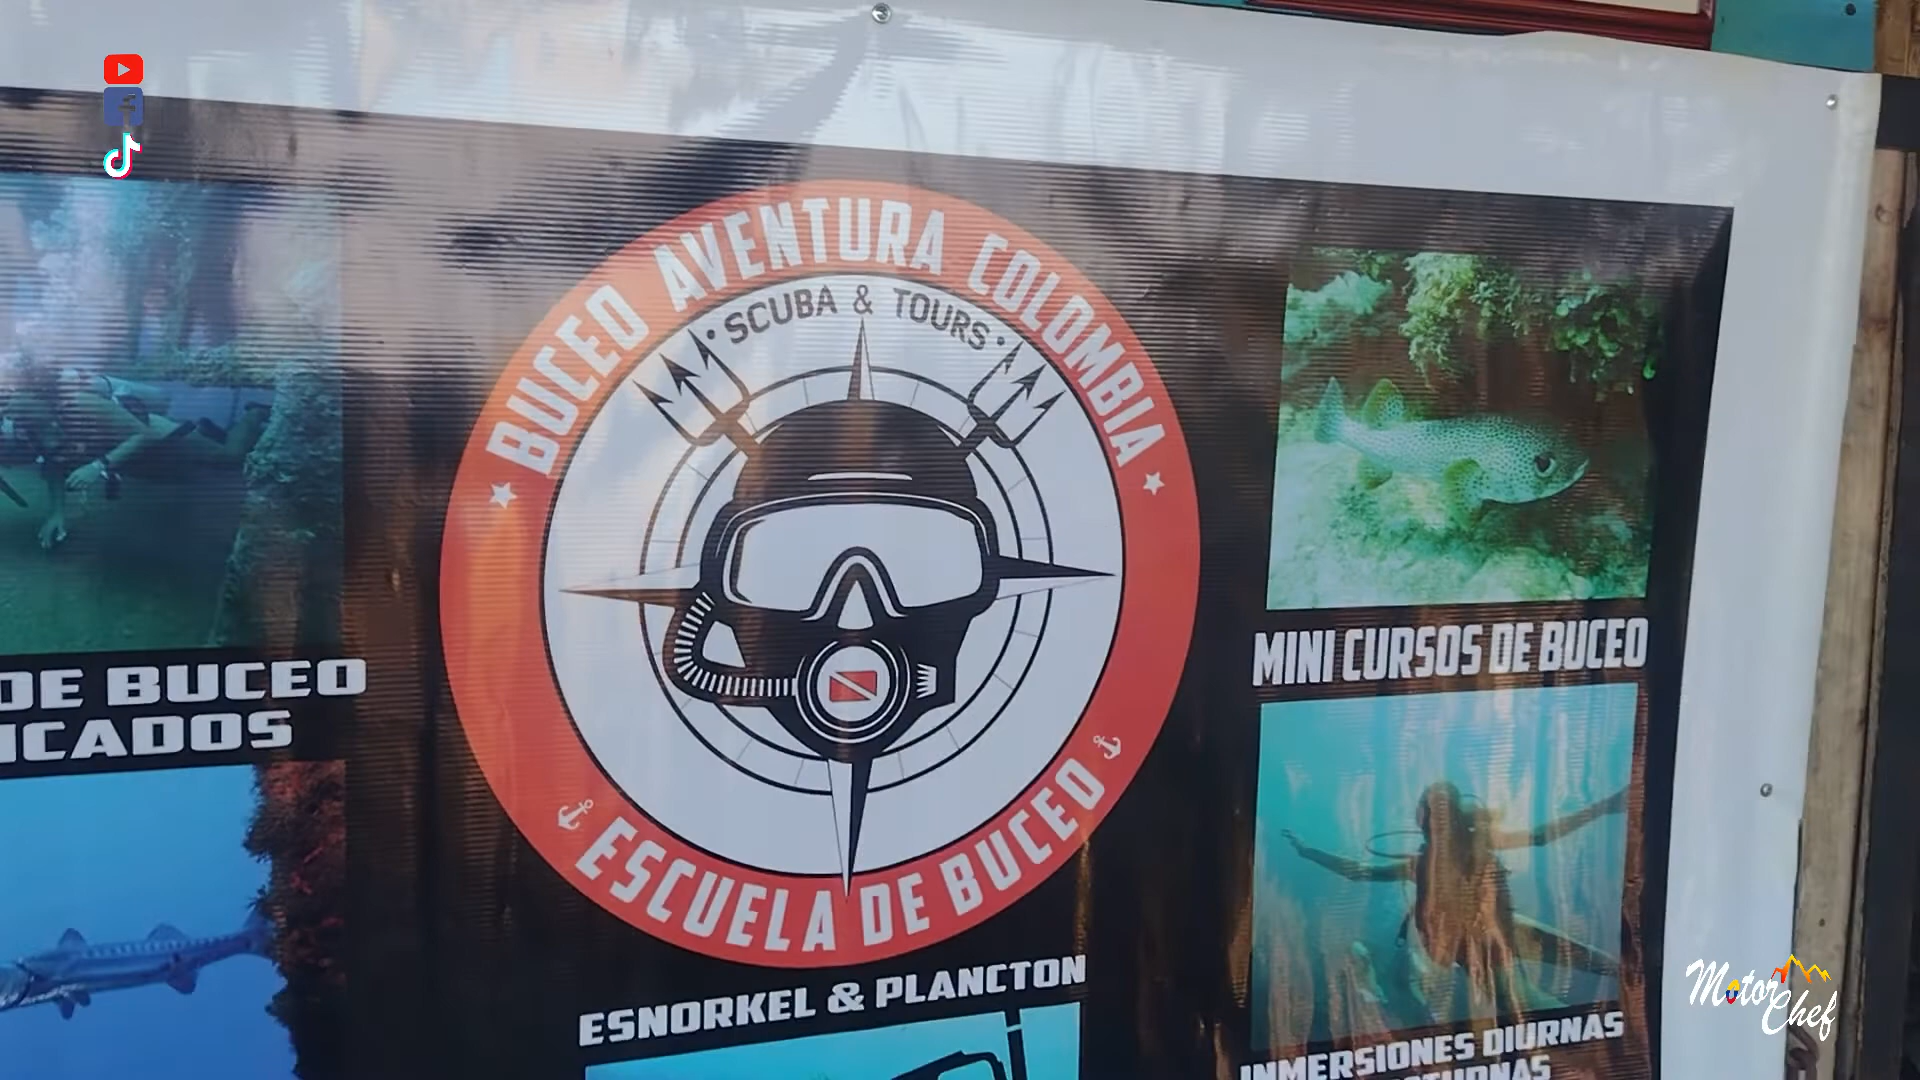 BUCEO AVENTURA COLOMBIA
• SCUBA & TOURS •
ESCUELA DE BUCEO
DE BUCEO
ICADOS
MINI CURSOS DE BUCEO
ESNORKEL & PLANCTON
INMERSIONES DIURNAS
Motor Chef